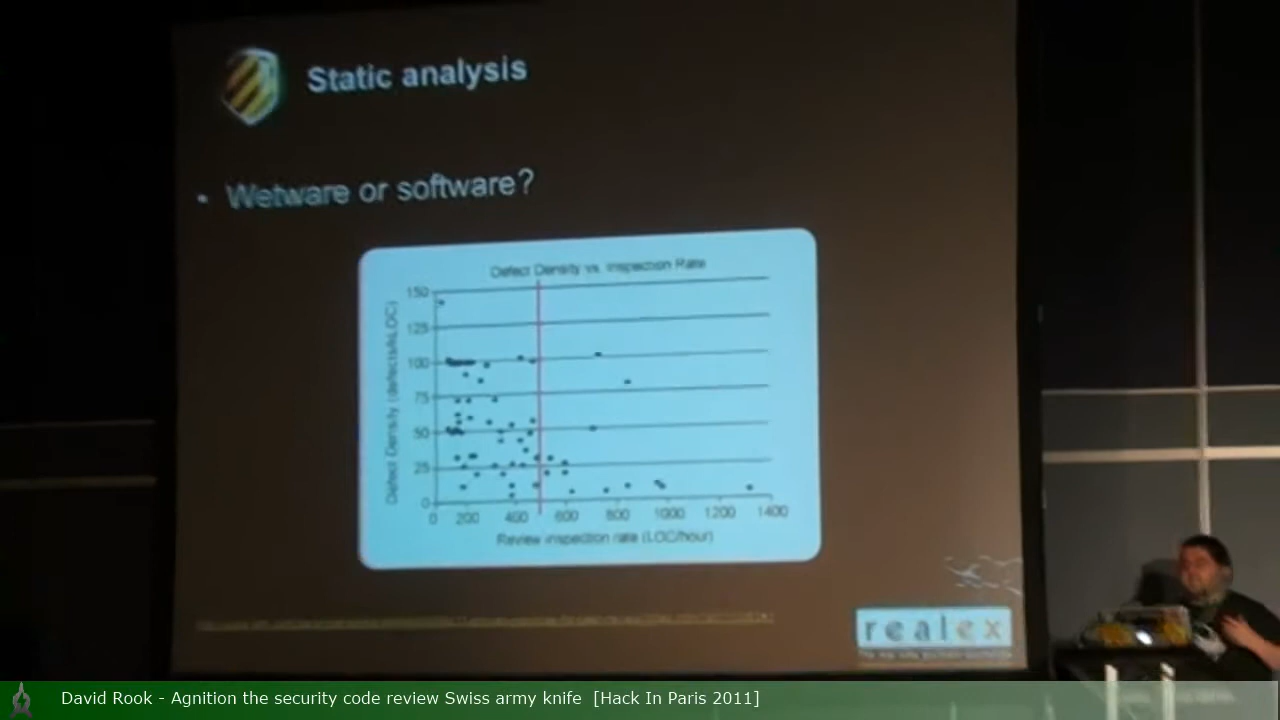 Static analysis
• Wetware or software?
Defect Density vs. Inspection Rate
Defect Density (defects/kLOC)
150
125
100
75
50
25
0
0 200 400 600 800 1000 1200 1400
Review inspection rate (LOC/hour)
realex
David Rook - Agnition the security code review Swiss army knife [Hack In Paris 2011]